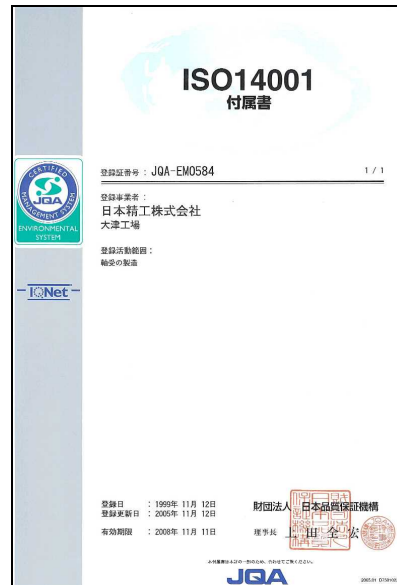 ISO14001
付属書
登録証番号 : JQA-EM0584
1 / 1
登録事業者 :
日本精工株式会社
大津工場
登録活動範囲 :
軸受の製造
CERTIFIED
MANAGEMENT SYSTEM
JQA
ENVIRONMENTAL
SYSTEM
IQNet
登録日 : 1999年 11月 12日
登録更新日 : 2005年 11月 12日
有効期限 : 2008年 11月 11日
財団法人 日本品質保証機構
理事長 上田全宏
JQA